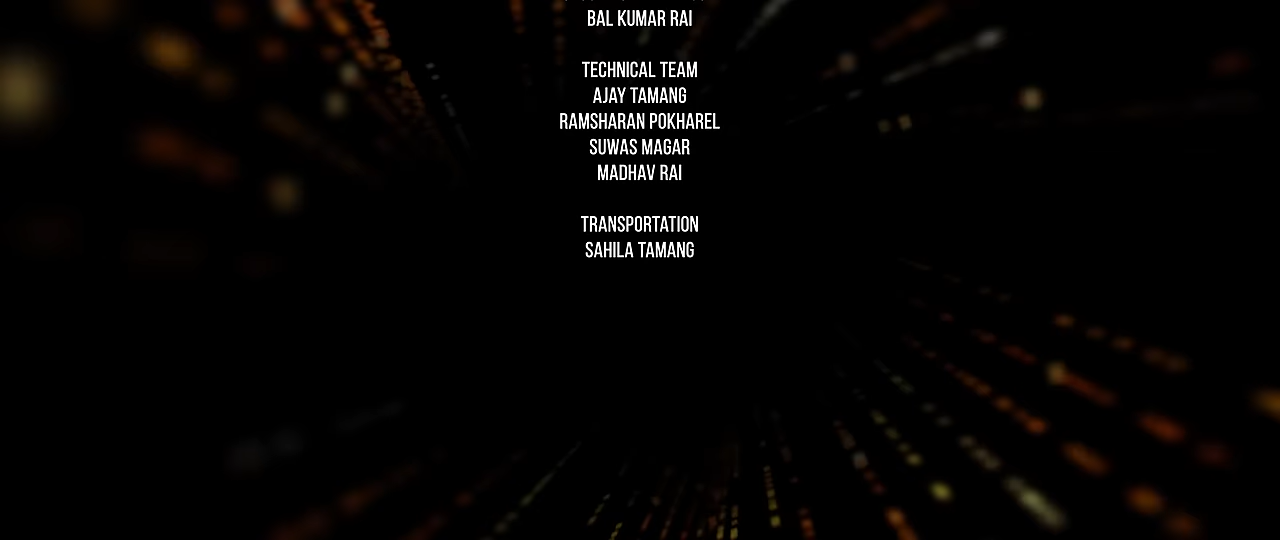 BAL KUMAR RAI
TECHNICAL TEAM
AJAY TAMANG
RAMSHARAN POKHAREL
SUWAS MAGAR
MADHAV RAI
TRANSPORTATION
SAHILA TAMANG